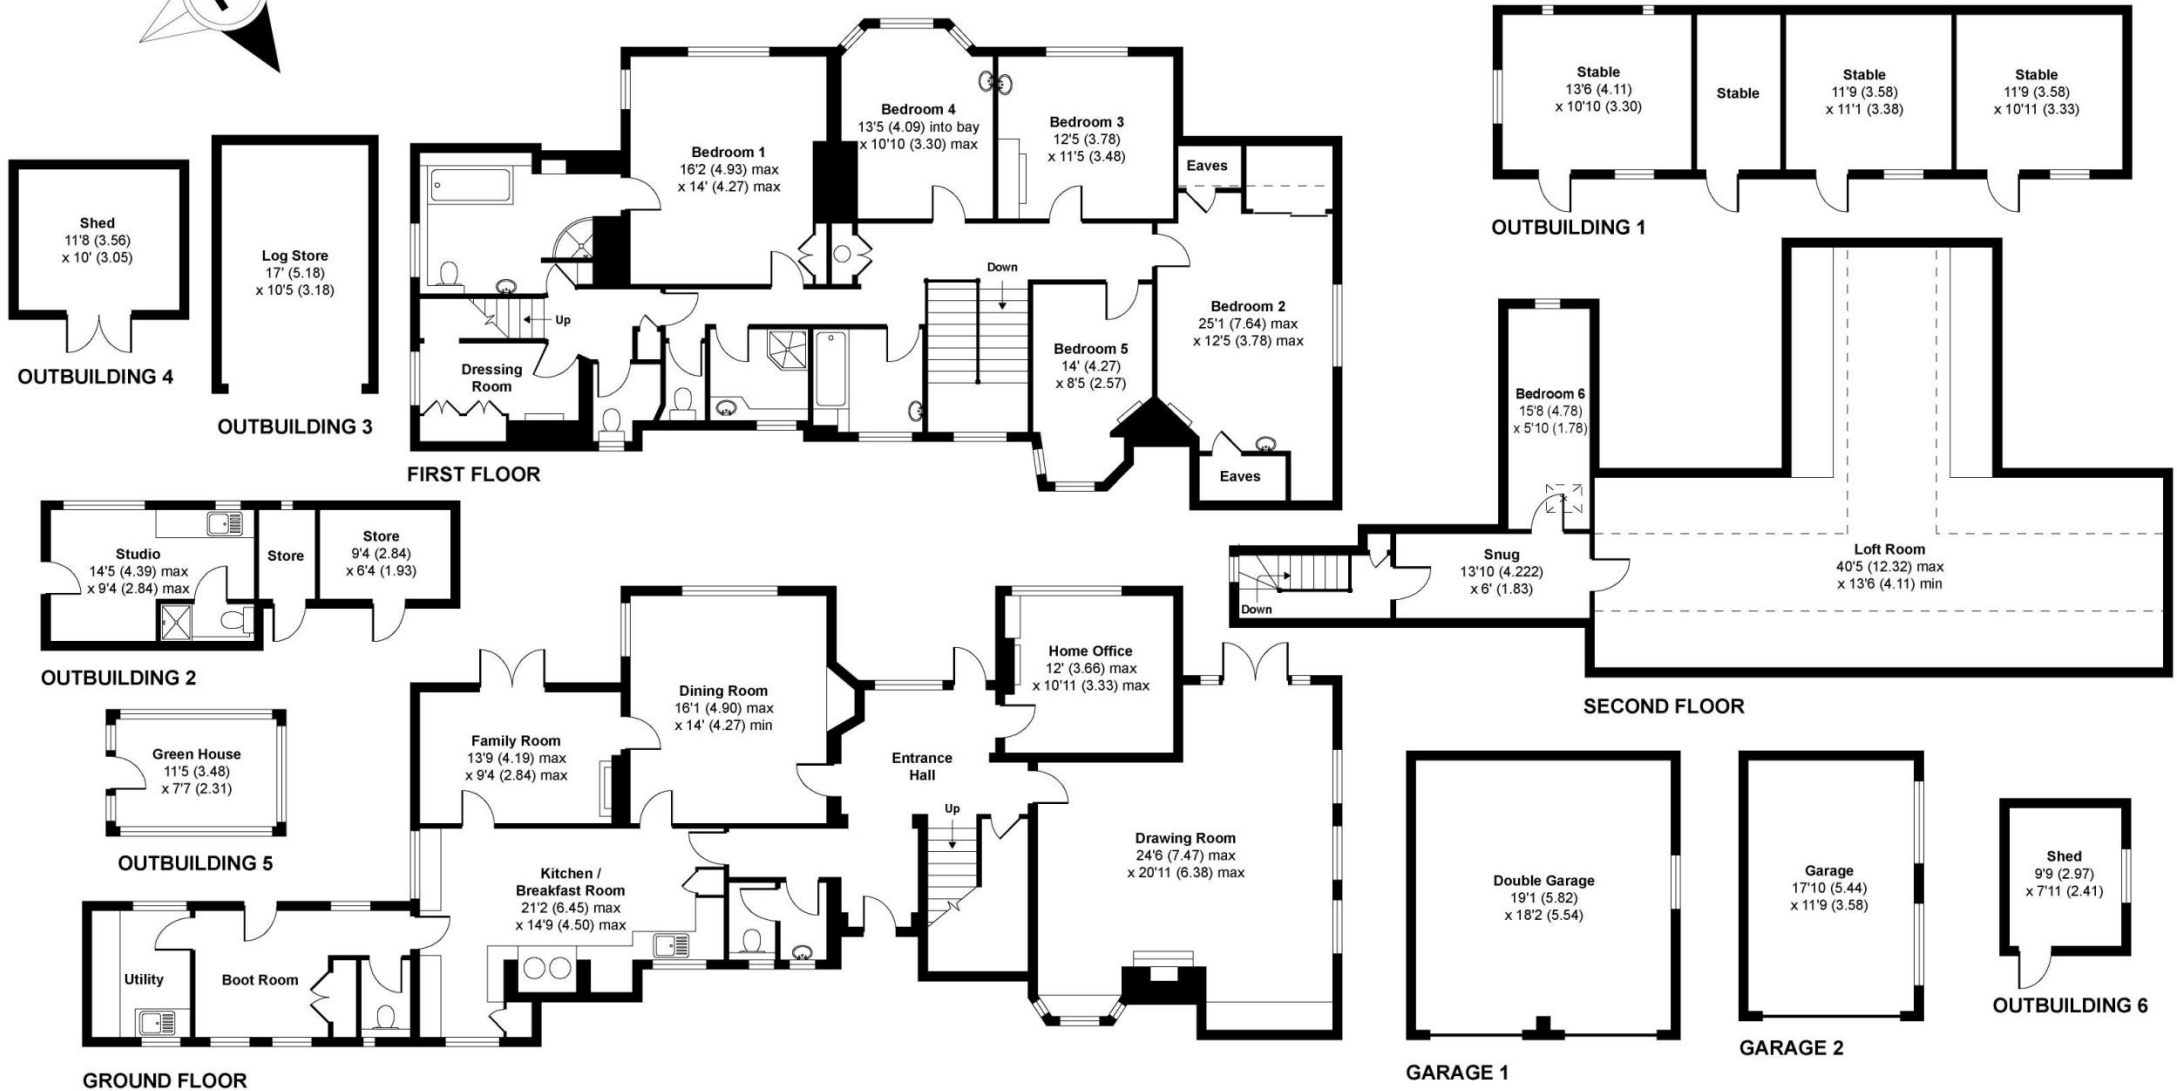 Bedroom 1
16'2 (4.93) max
x 14' (4.27) max
Bedroom 4
13'5 (4.09) into bay
x 10'10 (3.30) max
Bedroom 3
12'5 (3.78)
x 11'5 (3.48)
Eaves
Down
Bedroom 2
25'1 (7.64) max
x 12'5 (3.78) max
Bedroom 5
14' (4.27)
x 8'5 (2.57)
Up
Dressing
Room
Eaves
FIRST FLOOR
Stable
13'6 (4.11)
x 10'10 (3.30)
Stable
Stable
11'9 (3.58)
x 11'1 (3.38)
Stable
11'9 (3.58)
x 10'11 (3.33)
OUTBUILDING 1
Shed
11'8 (3.56)
x 10' (3.05)
OUTBUILDING 4
Log Store
17' (5.18)
x 10'5 (3.18)
OUTBUILDING 3
Studio
14'5 (4.39) max
x 9'4 (2.84) max
Store
Store
9'4 (2.84)
x 6'4 (1.93)
OUTBUILDING 2
Bedroom 6
15'8 (4.78)
x 5'10 (1.78)
Snug
13'10 (4.222)
x 6' (1.83)
Down
Loft Room
40'5 (12.32) max
x 13'6 (4.11) min
SECOND FLOOR
Green House
11'5 (3.48)
x 7'7 (2.31)
OUTBUILDING 5
Home Office
12' (3.66) max
x 10'11 (3.33) max
Dining Room
16'1 (4.90) max
x 14' (4.27) min
Family Room
13'9 (4.19) max
x 9'4 (2.84) max
Entrance
Hall
Up
Drawing Room
24'6 (7.47) max
x 20'11 (6.38) max
Kitchen /
Breakfast Room
21'2 (6.45) max
x 14'9 (4.50) max
Utility
Boot Room
GROUND FLOOR
Double Garage
19'1 (5.82)
x 18'2 (5.54)
GARAGE 1
Garage
17'10 (5.44)
x 11'9 (3.58)
GARAGE 2
Shed
9'9 (2.97)
x 7'11 (2.41)
OUTBUILDING 6